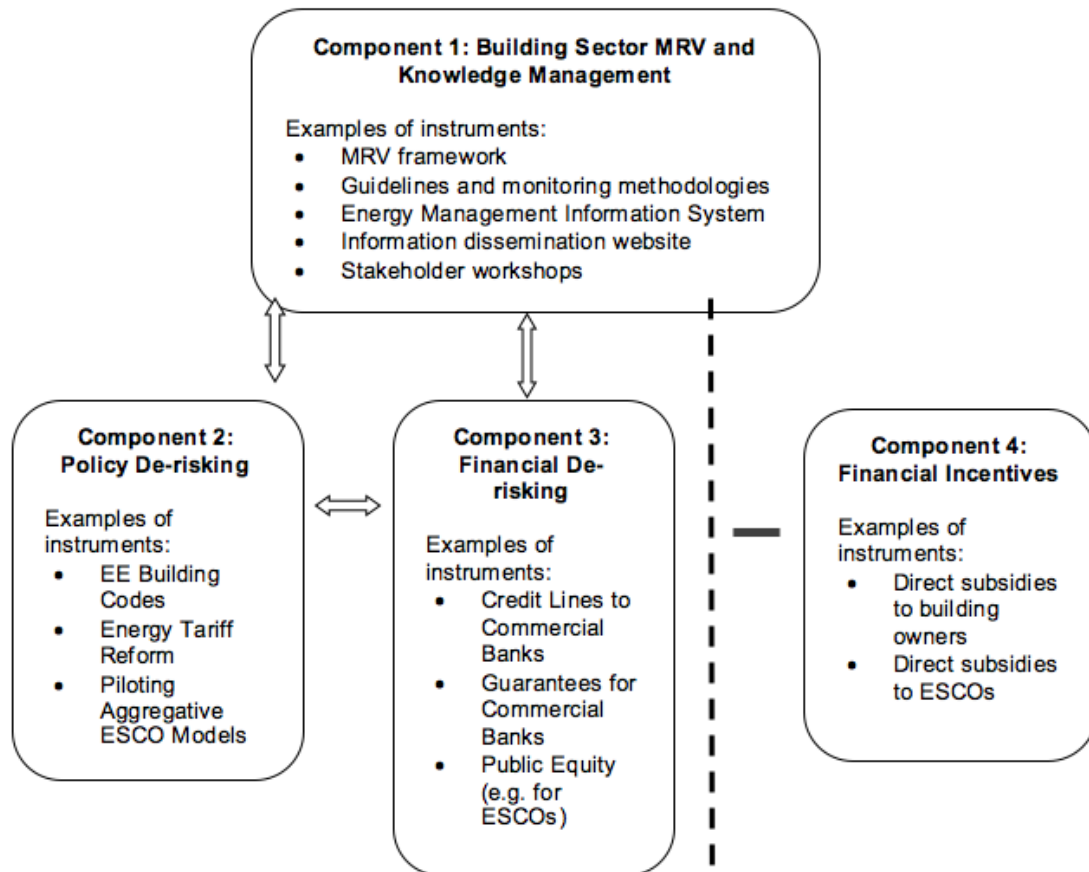 Component 1: Building Sector MRV and
Knowledge Management
Examples of instruments:
• MRV framework
• Guidelines and monitoring methodologies
• Energy Management Information System
• Information dissemination website
• Stakeholder workshops
Component 2:
Policy De-risking
Examples of
instruments:
• EE Building
Codes
• Energy Tariff
Reform
• Piloting
Aggregative
ESCO Models
Component 3:
Financial De-
risking
Examples of
instruments:
• Credit Lines to
Commercial
Banks
• Guarantees for
Commercial
Banks
• Public Equity
(e.g. for
ESCOs)
Component 4:
Financial Incentives
Examples of
instruments:
• Direct subsidies
to building
owners
• Direct subsidies
to ESCOs